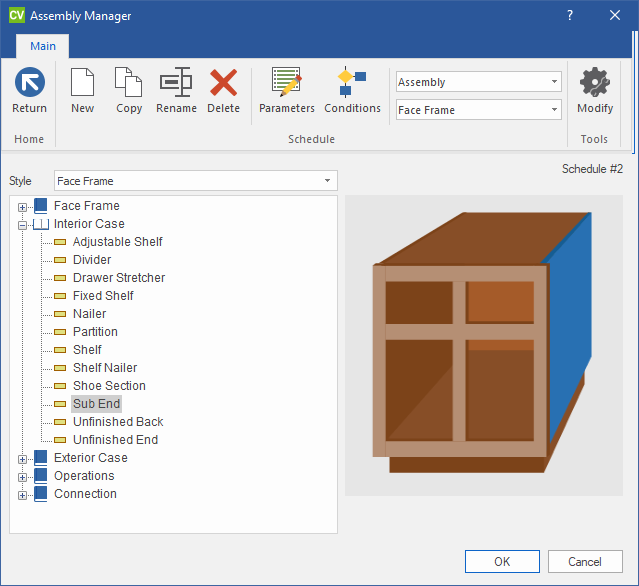 CV Assembly Manager ?
Main
Return New Copy Rename Delete Parameters Conditions Assembly Face Frame Modify
Home Schedule Tools
Schedule #2
Style Face Frame
Face Frame
Interior Case
Adjustable Shelf
Divider
Drawer Stretcher
Fixed Shelf
Nailer
Partition
Shelf
Shelf Nailer
Shoe Section
Sub End
Unfinished Back
Unfinished End
Exterior Case
Operations
Connection
OK Cancel